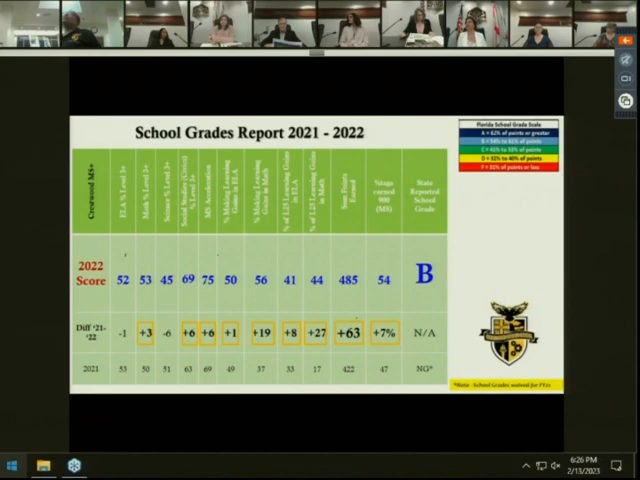 School Grades Report 2021 - 2022
Florida School Grade Scale
A = 62% of points or greater
B = 54% to 61% of points
C = 41% to 53% of points
D = 32% to 40% of points
F = 31% of points or less
Crestwood MS+
ELA % Level 3+
Math % Level 3+
Science % Level 3+
Social Studies (Civics) % Level 3+
MS Acceleration
% Making Learning Gains in ELA
% Making Learning Gains in Math
% of L25 Learning Gains in ELA
% of L25 Learning Gains in Math
Sum Points Earned
%tage earned 900 (MS)
State Reported School Grade
2022 Score 52 53 45 69 75 50 56 41 44 485 54 B
Diff '21-'22 -1 +3 -6 +6 +6 +1 +19 +8 +27 +63 +7% N/A
2021 53 50 51 63 69 49 37 33 17 422 47 NG*
*Note - School Grades waived for FY21
6:26 PM
2/13/2023